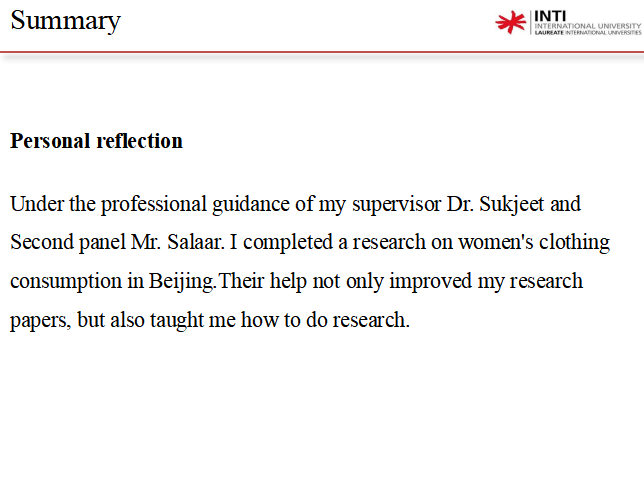 Summary
INTI
INTERNATIONAL UNIVERSITY
LAUREATE INTERNATIONAL UNIVERSITIES
Personal reflection
Under the professional guidance of my supervisor Dr. Sukjeet and
Second panel Mr. Salaar. I completed a research on women's clothing
consumption in Beijing.Their help not only improved my research
papers, but also taught me how to do research.